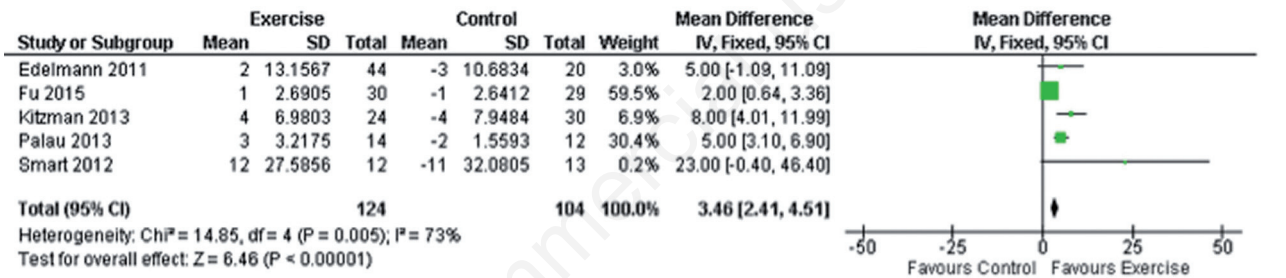 Exercise Control Mean Difference Mean Difference
Study or Subgroup Mean SD Total Mean SD Total Weight IV, Fixed, 95% CI IV, Fixed, 95% CI
Edelmann 2011 2 13.1567 44 -3 10.6834 20 3.0% 5.00 [-1.09, 11.09]
Fu 2015 1 2.6905 30 -1 2.6412 29 59.5% 2.00 [0.64, 3.36]
Kitzman 2013 4 6.9803 24 -4 7.9484 30 6.9% 8.00 [4.01, 11.99]
Palau 2013 3 3.2175 14 -2 1.5593 12 30.4% 5.00 [3.10, 6.90]
Smart 2012 12 27.5856 12 -11 32.0805 13 0.2% 23.00 [-0.40, 46.40]
Total (95% CI) 124 104 100.0% 3.46 [2.41, 4.51]
Heterogeneity: Chi² = 14.85, df = 4 (P = 0.005); I² = 73%
Test for overall effect: Z = 6.46 (P < 0.00001)
-50 -25 0 25 50
Favours Control Favours Exercise